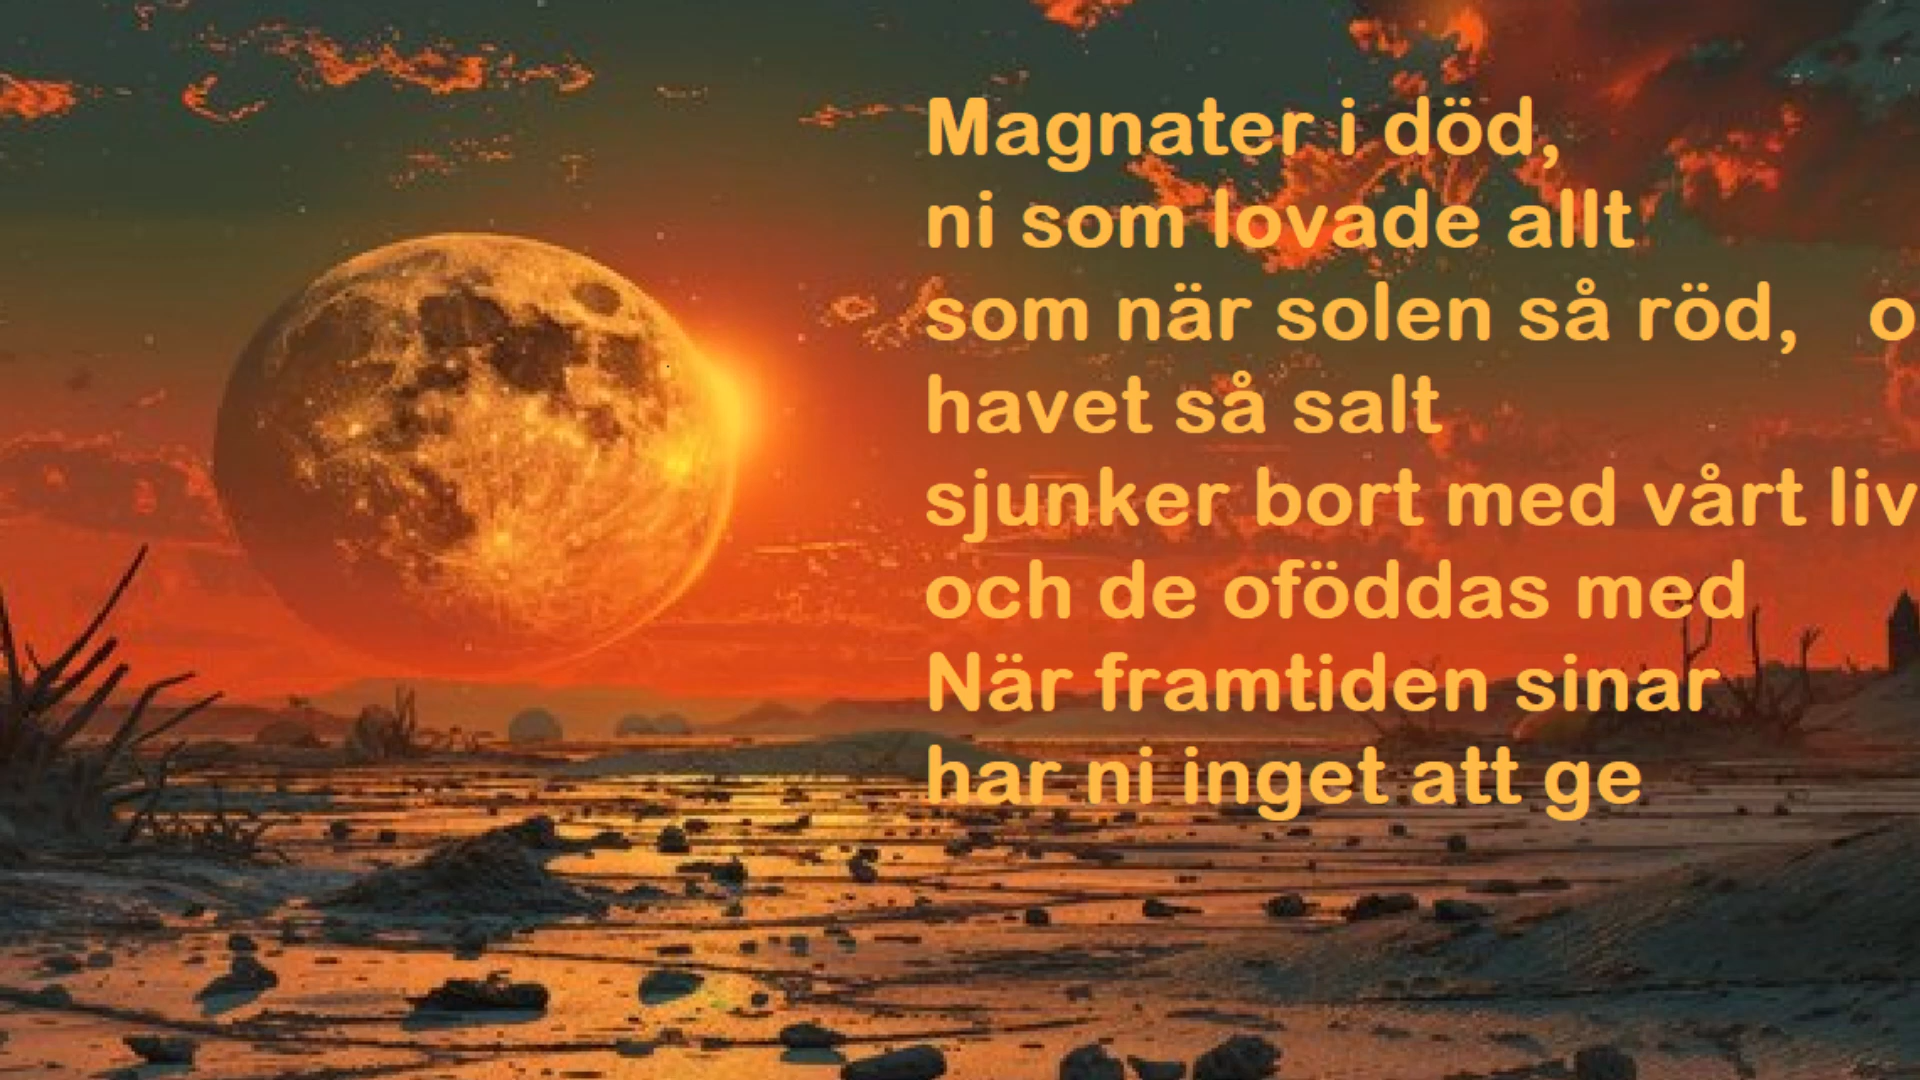 Magnater i död,
ni som lovade allt
som när solen så röd, o
havet så salt
sjunker bort med vårt liv
och de oföddas med
När framtiden sinar
har ni inget att ge